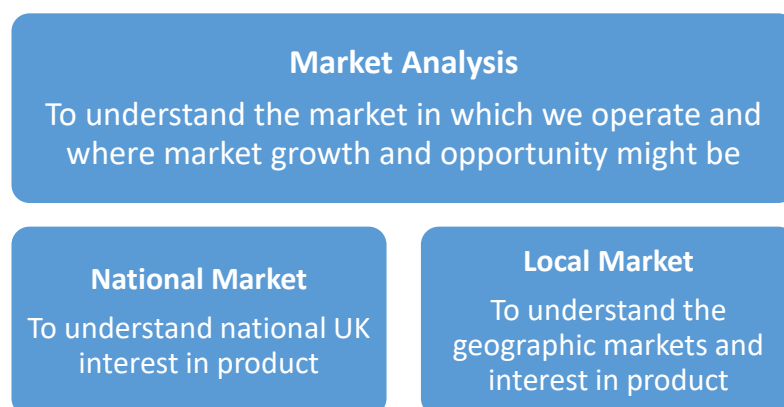 Market Analysis
To understand the market in which we operate and
where market growth and opportunity might be
National Market
To understand national UK
interest in product
Local Market
To understand the
geographic markets and
interest in product